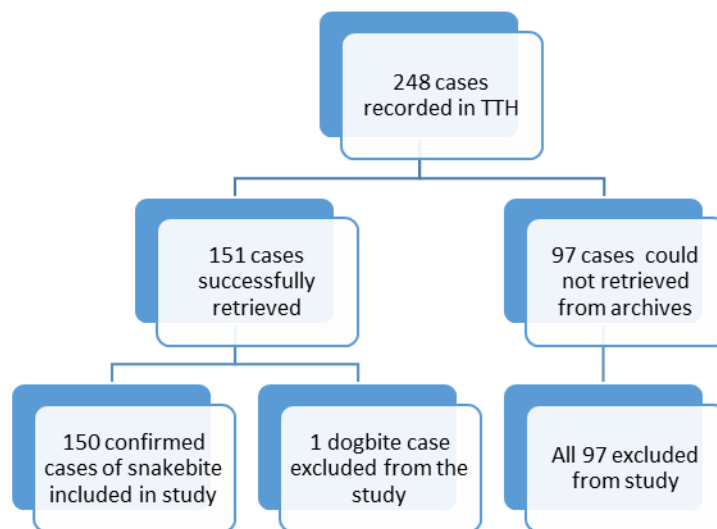 248 cases
recorded in TTH
151 cases
successfully
retrieved
97 cases could
not retrieved
from archives
150 confirmed
cases of snakebite
included in study
1 dogbite case
excluded from the
study
All 97 excluded
from study